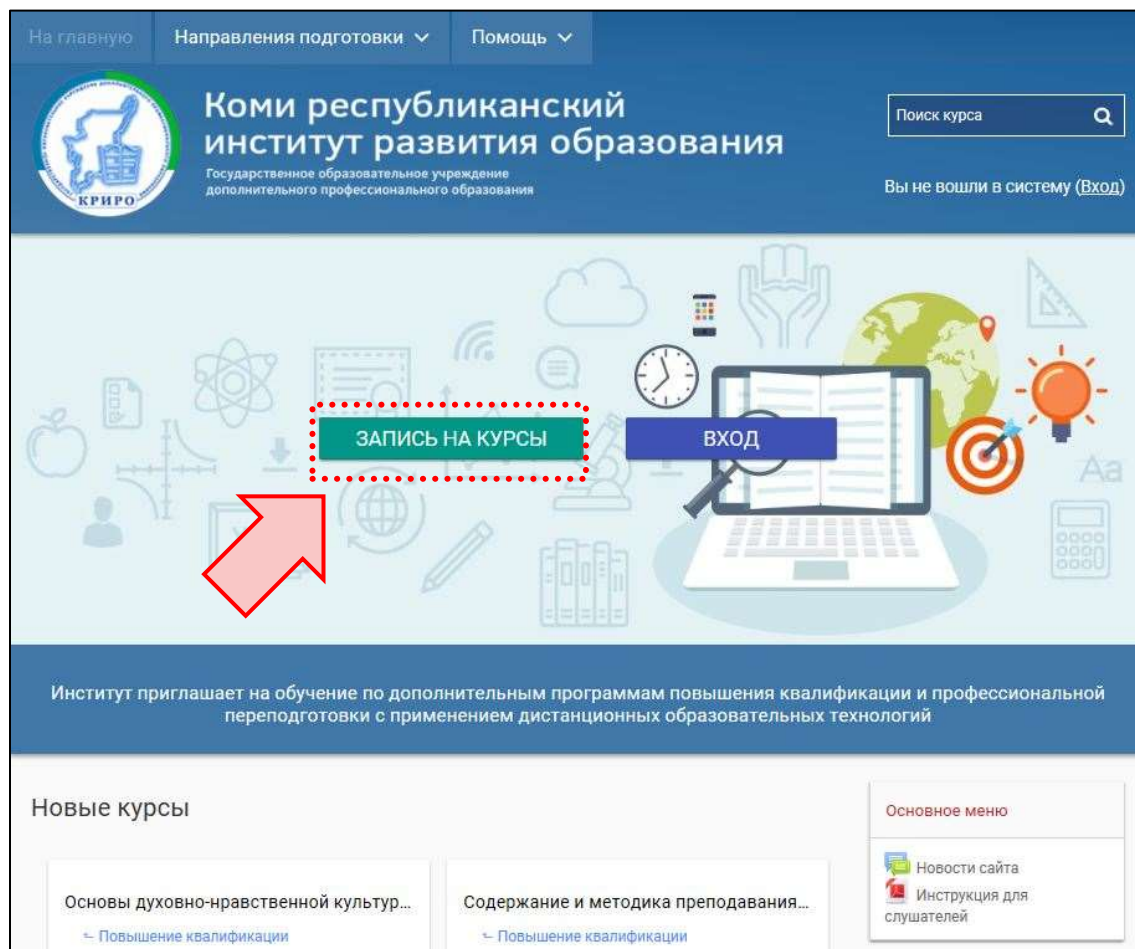 На главную
Направления подготовки
Помощь
Коми республиканский
институт развития образования
Государственное образовательное учреждение
дополнительного профессионального образования
КРИРО
Поиск курса
Вы не вошли в систему (Вход)
ЗАПИСЬ НА КУРСЫ
ВХОД
Aa
Институт приглашает на обучение по дополнительным программам повышения квалификации и профессиональной
переподготовки с применением дистанционных образовательных технологий
Новые курсы
Основы духовно-нравственной культур...
Повышение квалификации
Содержание и методика преподавания...
Повышение квалификации
Основное меню
Новости сайта
Инструкция для
слушателей